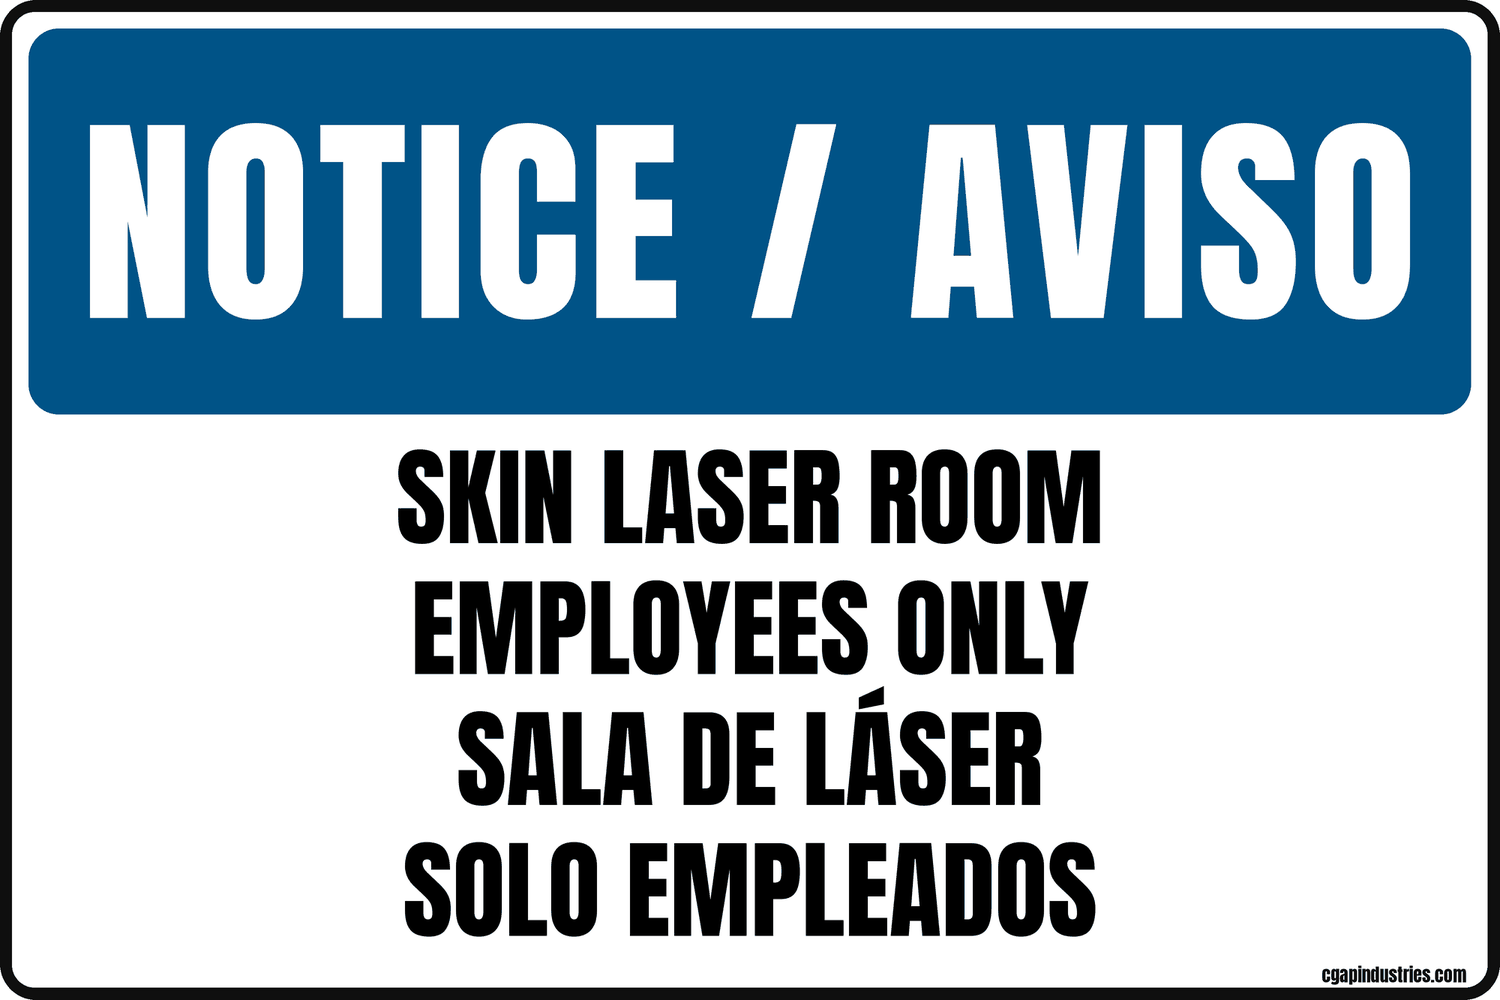 NOTICE / AVISO
SKIN LASER ROOM
EMPLOYEES ONLY
SALA DE LÁSER
SOLO EMPLEADOS
cgapindustries.com